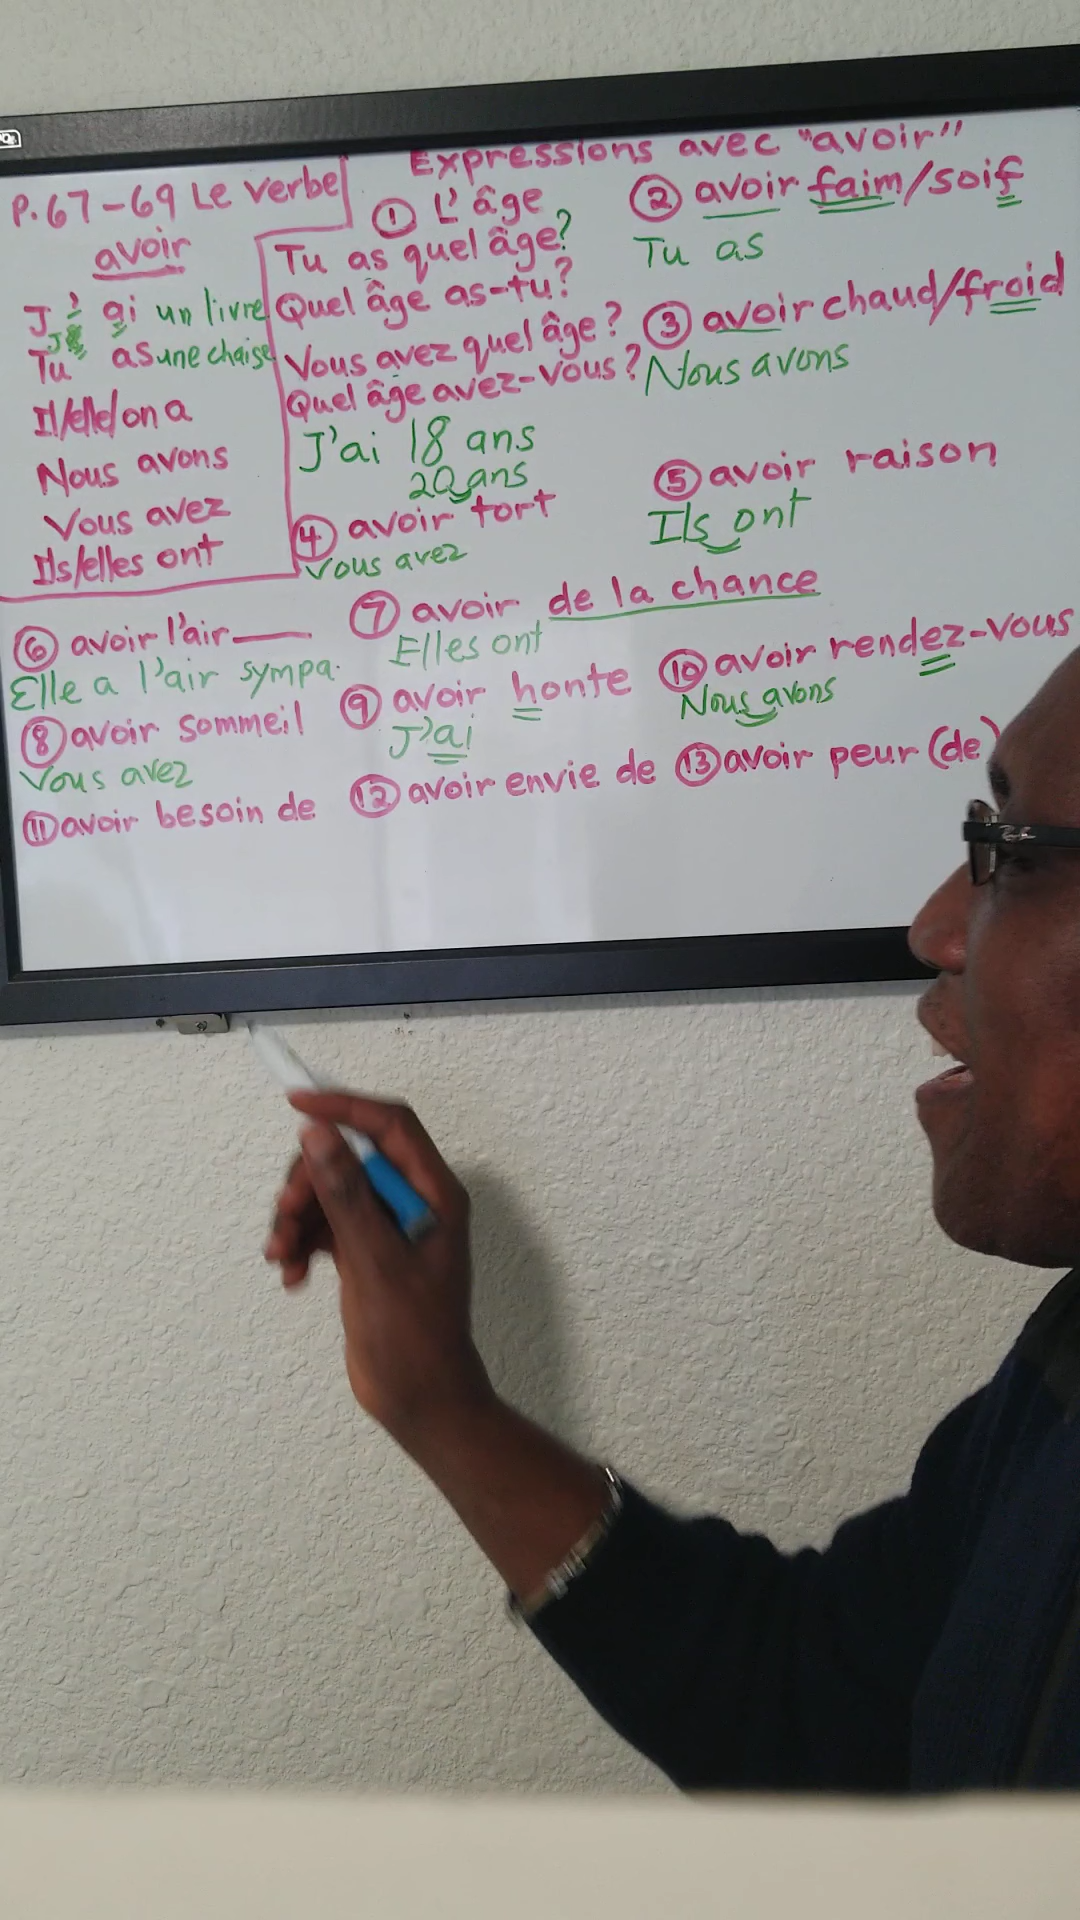 Expressions avec "avoir"
P.67-69 Le verbe
avoir
J'ai un livre
Tu as une chaise
Il/elle/on a
Nous avons
Vous avez
Ils/elles ont
① L'âge
Tu as quel âge?
Quel âge as-tu?
Vous avez quel âge?
Quel âge avez-vous?
J'ai 18 ans
20 ans
② avoir faim/soif
Tu as
③ avoir chaud/froid
Nous avons
④ avoir tort
Vous avez
⑤ avoir raison
Ils ont
⑥ avoir l'air
Elle a l'air sympa.
⑦ avoir de la chance
Elles ont
⑧ avoir sommeil
Vous avez
⑨ avoir honte
J'ai
⑩ avoir rendez-vous
Nous avons
⑪ avoir besoin de
⑫ avoir envie de
⑬ avoir peur (de)
Ray-Ban